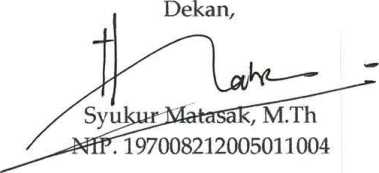 Dekan,
Syukur Matasak, M.Th
NIP. 197008212005011004